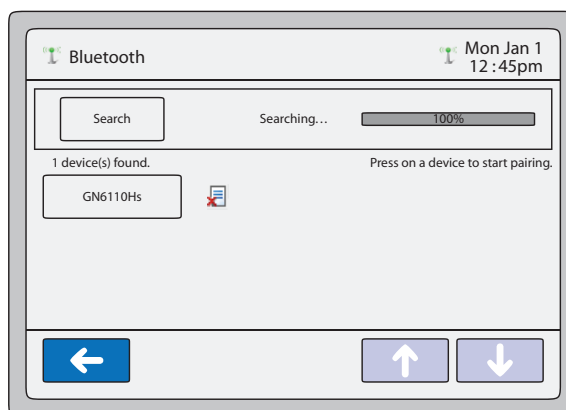 Bluetooth
Mon Jan 1
12:45pm
Search
Searching...
100%
1 device(s) found.
Press on a device to start pairing.
GN6110Hs